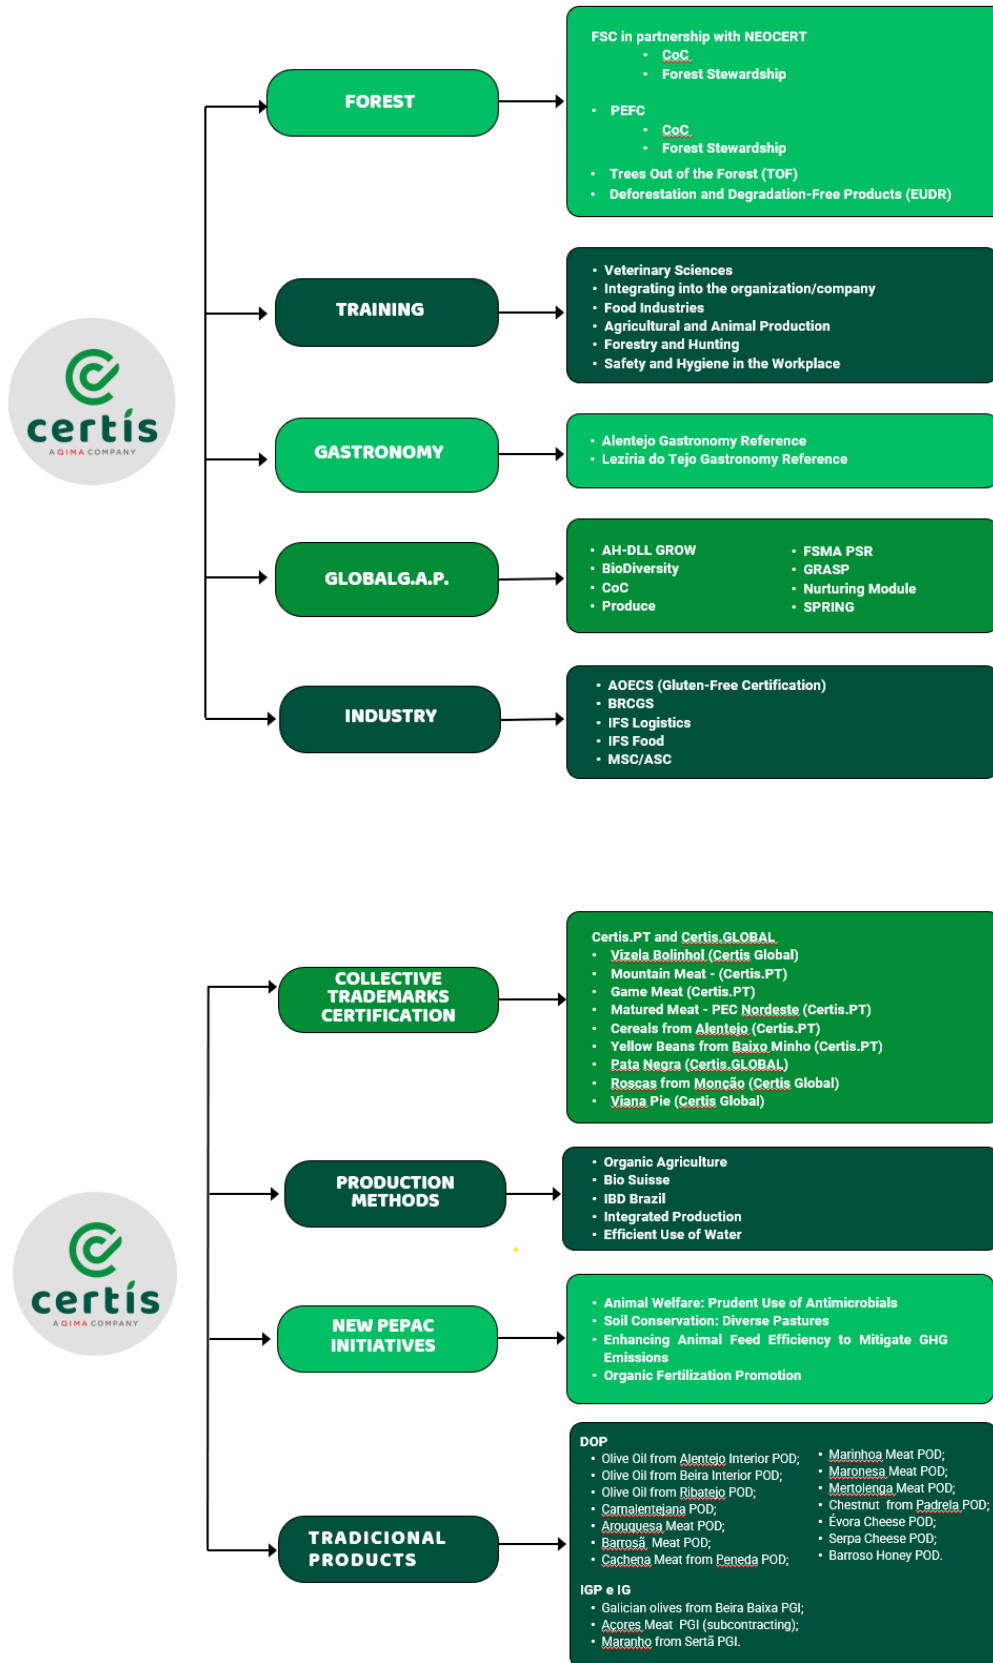 FSC in partnership with NEOCERT
• CoC
• Forest Stewardship
• PEFC
• CoC
• Forest Stewardship
• Trees Out of the Forest (TOF)
• Deforestation and Degradation-Free Products (EUDR)
FOREST
TRAINING
• Veterinary Sciences
• Integrating into the organization/company
• Food Industries
• Agricultural and Animal Production
• Forestry and Hunting
• Safety and Hygiene in the Workplace
certis
A QIMA COMPANY
GASTRONOMY
• Alentejo Gastronomy Reference
• Lezíria do Tejo Gastronomy Reference
GLOBALG.A.P.
• AH-DLL GROW
• BioDiversity
• CoC
• Produce
• FSMA PSR
• GRASP
• Nurturing Module
• SPRING
INDUSTRY
• AOECS (Gluten-Free Certification)
• BRCGS
• IFS Logistics
• IFS Food
• MSC/ASC
COLLECTIVE
TRADEMARKS
CERTIFICATION
Certis.PT and Certis.GLOBAL
• Vizela Bolinhol (Certis Global)
• Mountain Meat - (Certis.PT)
• Game Meat (Certis.PT)
• Matured Meat - PEC Nordeste (Certis.PT)
• Cereals from Alentejo (Certis.PT)
• Yellow Beans from Baixo Minho (Certis.PT)
• Pata Negra (Certis.GLOBAL)
• Roscas from Monção (Certis Global)
• Viana Pie (Certis Global)
PRODUCTION
METHODS
• Organic Agriculture
• Bio Suisse
• IBD Brazil
• Integrated Production
• Efficient Use of Water
certis
A QIMA COMPANY
NEW PEPAC
INITIATIVES
• Animal Welfare: Prudent Use of Antimicrobials
• Soil Conservation: Diverse Pastures
• Enhancing Animal Feed Efficiency to Mitigate GHG
Emissions
• Organic Fertilization Promotion
TRADICIONAL
PRODUCTS
DOP
• Olive Oil from Alentejo Interior POD;
• Olive Oil from Beira Interior POD;
• Olive Oil from Ribatejo POD;
• Carnalentejana POD;
• Arouquesa Meat POD;
• Barrosã Meat POD;
• Cachena Meat from Peneda POD;
• Marinhoa Meat POD;
• Maronesa Meat POD;
• Mertolenga Meat POD;
• Chestnut from Padrela POD;
• Évora Cheese POD;
• Serpa Cheese POD;
• Barroso Honey POD.
IGP e IG
• Galician olives from Beira Baixa PGI;
• Açores Meat PGI (subcontracting);
• Maranho from Sertã PGI.